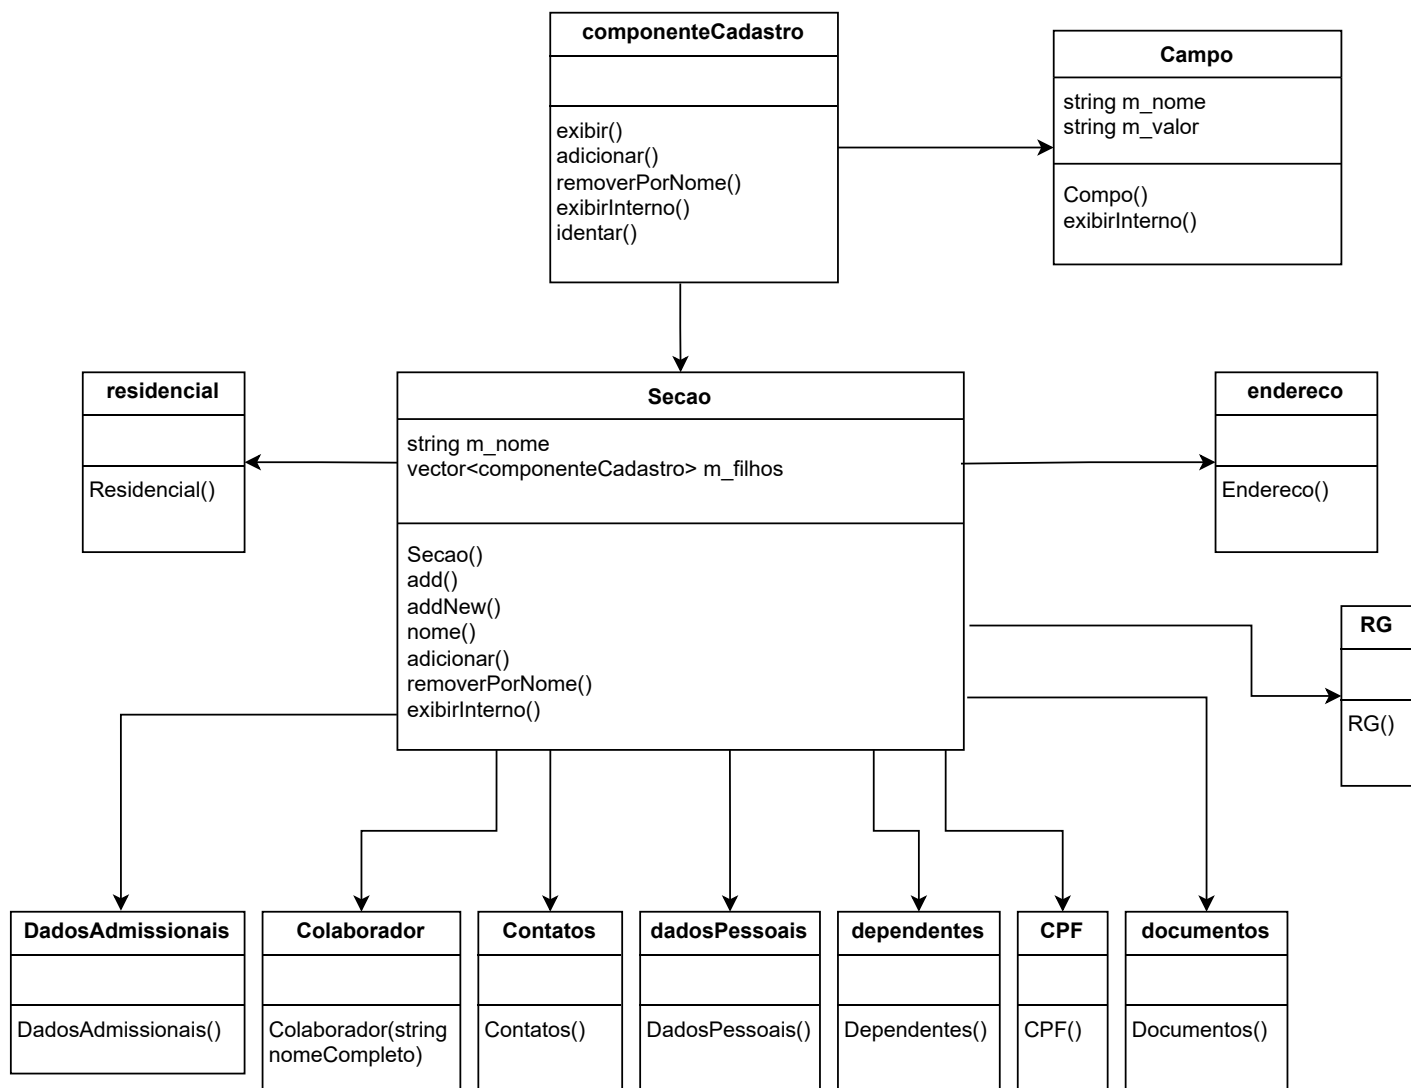 componenteCadastro
exibir()
adicionar()
removerPorNome()
exibirInterno()
identar()
Campo
string m_nome
string m_valor
Compo()
exibirInterno()
residencial
Residencial()
Secao
string m_nome
vector<componenteCadastro> m_filhos
Secao()
add()
addNew()
nome()
adicionar()
removerPorNome()
exibirInterno()
endereco
Endereco()
RG
RG()
DadosAdmissionais
DadosAdmissionais()
Colaborador
Colaborador(string
nomeCompleto)
Contatos
Contatos()
dadosPessoais
DadosPessoais()
dependentes
Dependentes()
CPF
CPF()
documentos
Documentos()